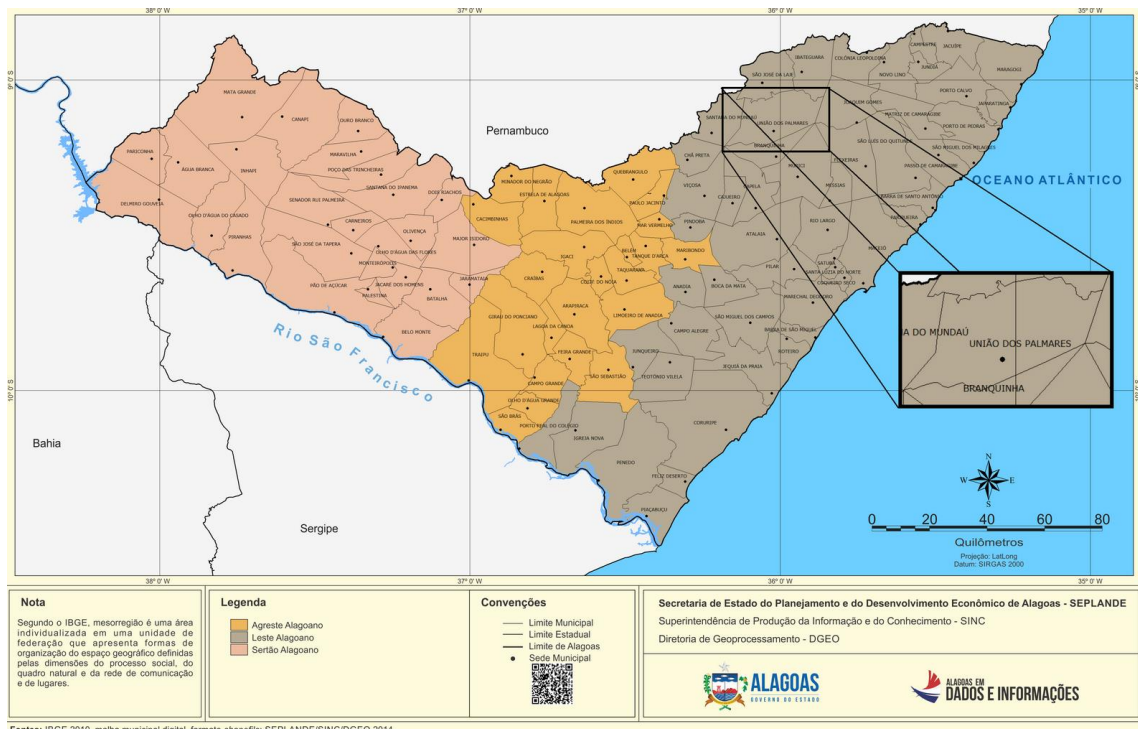 38° 0' W
37° 0' W
36° 0' W
35° 0' W
9° 0' S
Pernambuco
OCEANO ATLÂNTICO
Rio São Francisco
Bahia
Sergipe
CAMPESTRE
JACUÍPE
IBATEGUARA
COLÔNIA LEOPOLDINA
JUNDIÁ
MARAGOGI
SÃO JOSÉ DA LAJE
NOVO LINO
PORTO CALVO
JAPARATINGA
MATA GRANDE
CANAPI
OURO BRANCO
SANTANA DO MUNDAÚ
UNIÃO DOS PALMARES
JOAQUIM GOMES
MATRIZ DE CAMARAGIBE
PORTO DE PEDRAS
SÃO LUÍS DO QUITUNDE
SÃO MIGUEL DOS MILAGRES
PARICONHA
ÁGUA BRANCA
INHAPI
MARAVILHA
POÇO DAS TRINCHEIRAS
BRANQUINHA
CHÃ PRETA
MURICI
FLEXEIRAS
PASSO DE CAMARAGIBE
MINADOR DO NEGRÃO
QUEBRANGULO
SANTANA DO IPANEMA
DOIS RIACHOS
ESTRELA DE ALAGOAS
VIÇOSA
CAPELA
MESSIAS
BARRA DE SANTO ANTÔNIO
DELMIRO GOUVEIA
SENADOR RUI PALMEIRA
PAULO JACINTO
CAJUEIRO
PARIPUEIRA
OLHO D'ÁGUA DO CASADO
CACIMBINHAS
PALMEIRA DOS ÍNDIOS
MAR VERMELHO
PINDOBA
RIO LARGO
PIRANHAS
CARNEIROS
OLIVENÇA
MAJOR ISIDORO
ATALAIA
MACEIÓ
SÃO JOSÉ DA TAPERA
OLHO D'ÁGUA DAS FLORES
BELÉM
TANQUE D'ARCA
MARIBONDO
IGACI
SATUBA
MONTEIRÓPOLIS
TAQUARANA
PILAR
SANTA LUZIA DO NORTE
COQUEIRO SECO
PÃO DE AÇÚCAR
JACARÉ DOS HOMENS
JARAMATAIA
CRAÍBAS
COITÉ DO NÓIA
ANADIA
BOCA DA MATA
PALESTINA
BATALHA
MARECHAL DEODORO
ARAPIRACA
LIMOEIRO DE ANADIA
GIRAU DO PONCIANO
SÃO MIGUEL DOS CAMPOS
BELO MONTE
LAGOA DA CANOA
CAMPO ALEGRE
BARRA DE SÃO MIGUEL
TRAIPU
FEIRA GRANDE
JUNQUEIRO
ROTEIRO
TEOTÔNIO VILELA
JEQUIÁ DA PRAIA
CAMPO GRANDE
SÃO SEBASTIÃO
OLHO D'ÁGUA GRANDE
SÃO BRÁS
PORTO REAL DO COLÉGIO
CORURIPE
IGREJA NOVA
PENEDO
FELIZ DESERTO
PIAÇABUÇU
10° 0' S
IA DO MUNDAÚ
UNIÃO DOS PALMARES
BRANQUINHA
N
W E
S
0 20 40 60 80
Quilômetros
Projeção: LatLong
Datum: SIRGAS 2000
38° 0' W
37° 0' W
36° 0' W
35° 0' W
Nota
Segundo o IBGE, mesorregião é uma área
individualizada em uma unidade de
federação que apresenta formas de
organização do espaço geográfico definidas
pelas dimensões do processo social, do
quadro natural e da rede de comunicação
e de lugares.
Legenda
Agreste Alagoano
Leste Alagoano
Sertão Alagoano
Convenções
Limite Municipal
Limite Estadual
Limite de Alagoas
Sede Municipal
Secretaria de Estado do Planejamento e do Desenvolvimento Econômico de Alagoas - SEPLANDE
Superintendência de Produção da Informação e do Conhecimento - SINC
Diretoria de Geoprocessamento - DGEO
ALAGOAS
GOVERNO DO ESTADO
ALAGOAS EM
DADOS E INFORMAÇÕES